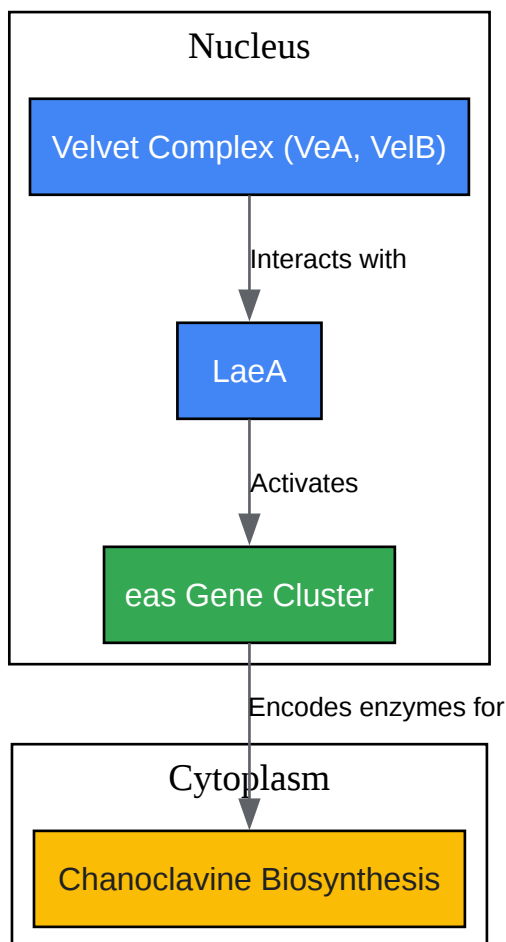 Nucleus
Velvet Complex (VeA, VelB)
Interacts with
LaeA
Activates
eas Gene Cluster
Encodes enzymes for
Cytoplasm
Chanoclavine Biosynthesis